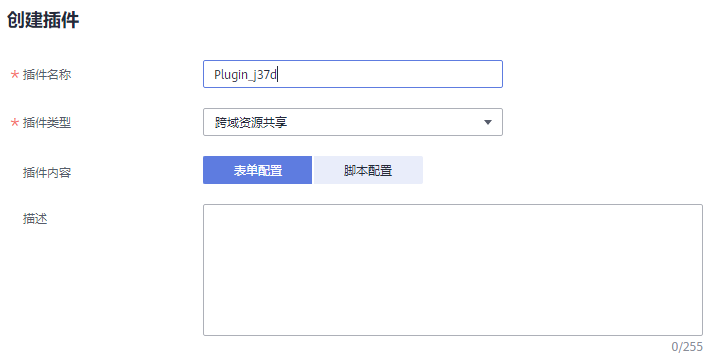 创建插件
* 插件名称 Plugin_j37d
* 插件类型 跨域资源共享
插件内容 表单配置 脚本配置
描述
0/255